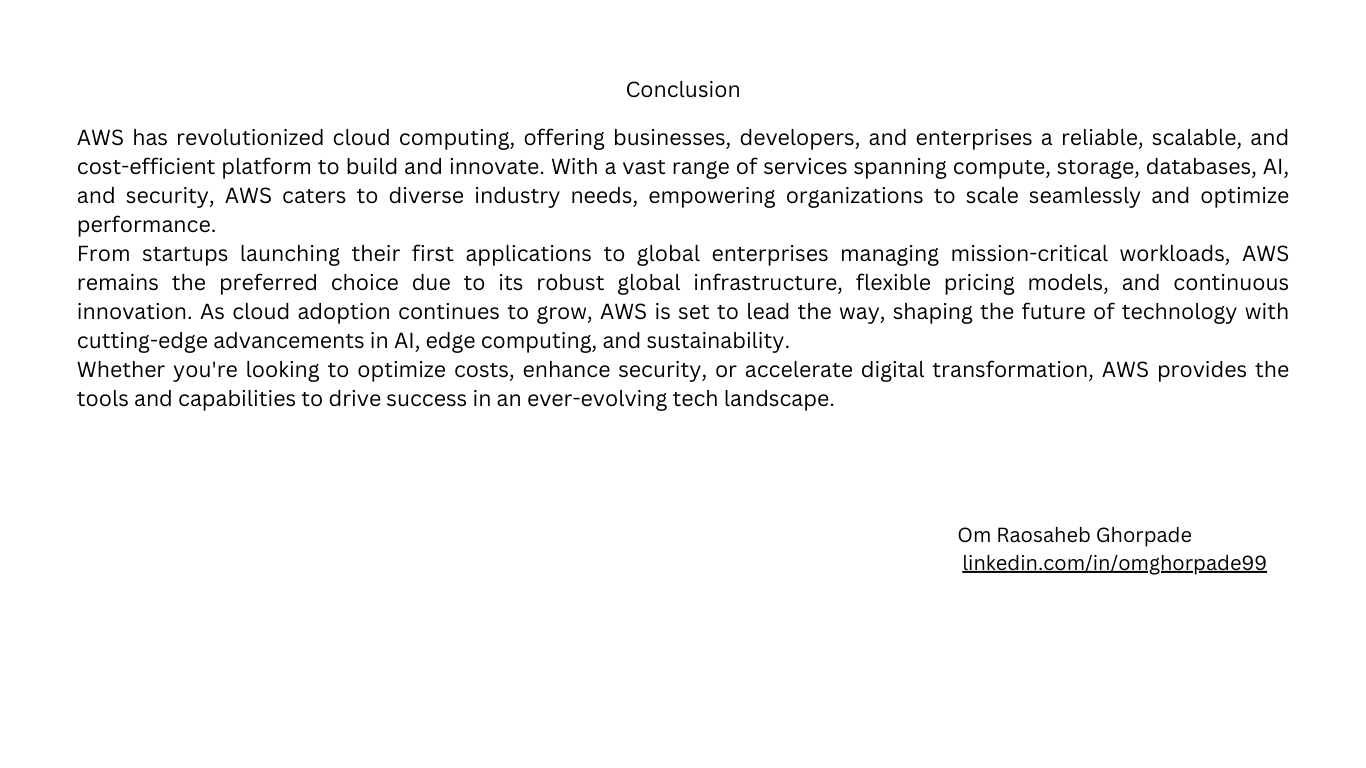 Conclusion
AWS has revolutionized cloud computing, offering businesses, developers, and enterprises a reliable, scalable, and
cost-efficient platform to build and innovate. With a vast range of services spanning compute, storage, databases, AI,
and security, AWS caters to diverse industry needs, empowering organizations to scale seamlessly and optimize
performance.
From startups launching their first applications to global enterprises managing mission-critical workloads, AWS
remains the preferred choice due to its robust global infrastructure, flexible pricing models, and continuous
innovation. As cloud adoption continues to grow, AWS is set to lead the way, shaping the future of technology with
cutting-edge advancements in AI, edge computing, and sustainability.
Whether you're looking to optimize costs, enhance security, or accelerate digital transformation, AWS provides the
tools and capabilities to drive success in an ever-evolving tech landscape.
Om Raosaheb Ghorpade
linkedin.com/in/omghorpade99